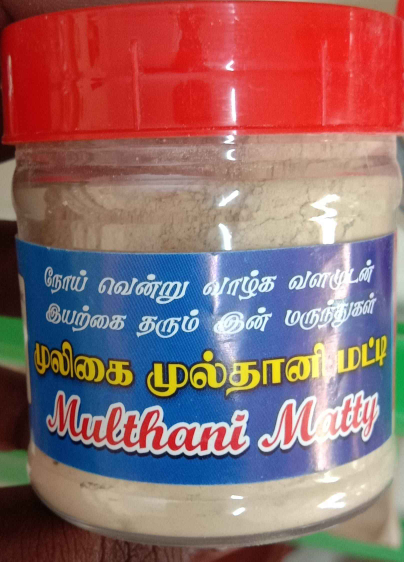 நோய் வென்று வாழ்க வளமுடன்
இயற்கை தரும் இன் மருந்துகள்
மூலிகை முல்தானி மட்டி
Multhani Matty